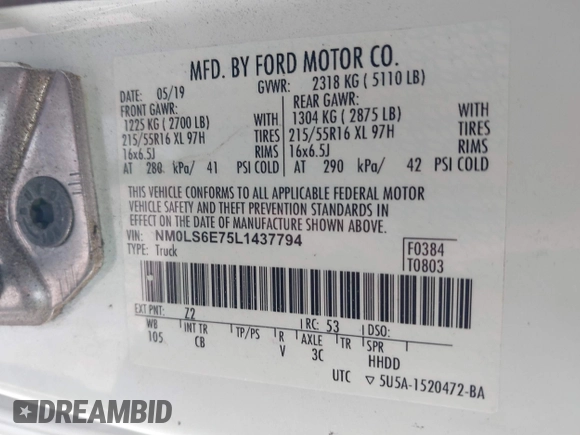 MFD. BY FORD MOTOR CO.
DATE: 05/19 GVWR: 2318 KG ( 5110 LB)
FRONT GAWR: REAR GAWR:
1225 KG ( 2700 LB) WITH 1304 KG ( 2875 LB) WITH
215/55R16 XL 97H TIRES 215/55R16 XL 97H TIRES
16x6.5J RIMS 16x6.5J RIMS
AT 280 kPa/ 41 PSI COLD AT 290 kPa/ 42 PSI COLD
THIS VEHICLE CONFORMS TO ALL APPLICABLE FEDERAL MOTOR
VEHICLE SAFETY AND THEFT PREVENTION STANDARDS IN
EFFECT ON THE DATE OF MANUFACTURE SHOWN ABOVE.
VIN: NM0LS6E75L1437794 F0384
TYPE: Truck T0803
EXT PNT: Z2 RC: 53 DSO:
WB INT TR TP/PS R AXLE TR SPR
105 CB V 3C HHDD
UTC ▽ 5U5A-1520472-BA
DREAMBID